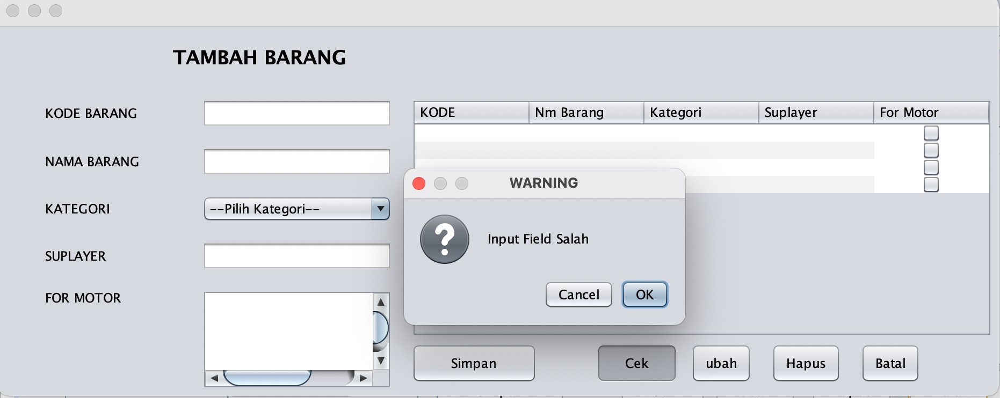 TAMBAH BARANG
KODE BARANG
NAMA BARANG
KATEGORI
--Pilih Kategori--
SUPLAYER
FOR MOTOR
KODE Nm Barang Kategori Suplayer For Motor
WARNING
Input Field Salah
Cancel OK
Simpan Cek ubah Hapus Batal